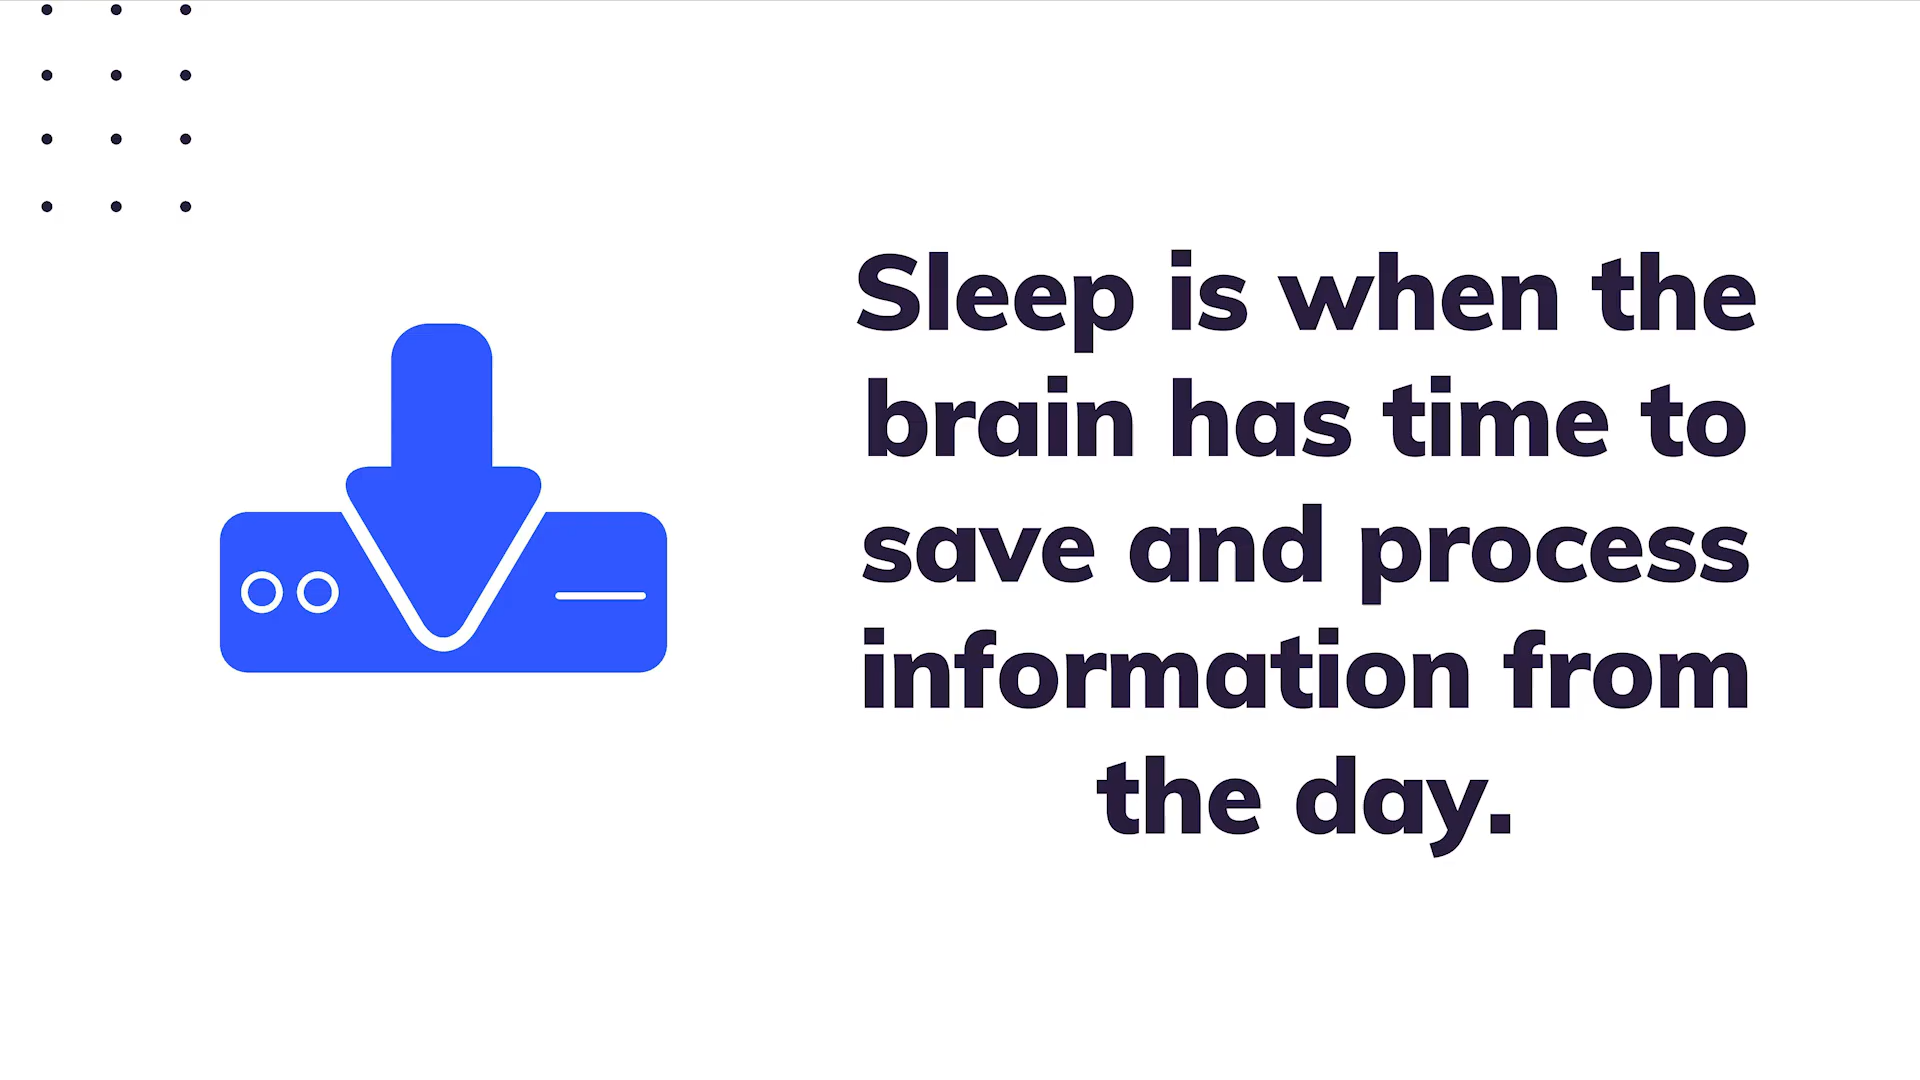 Sleep is when the
brain has time to
save and process
information from
the day.